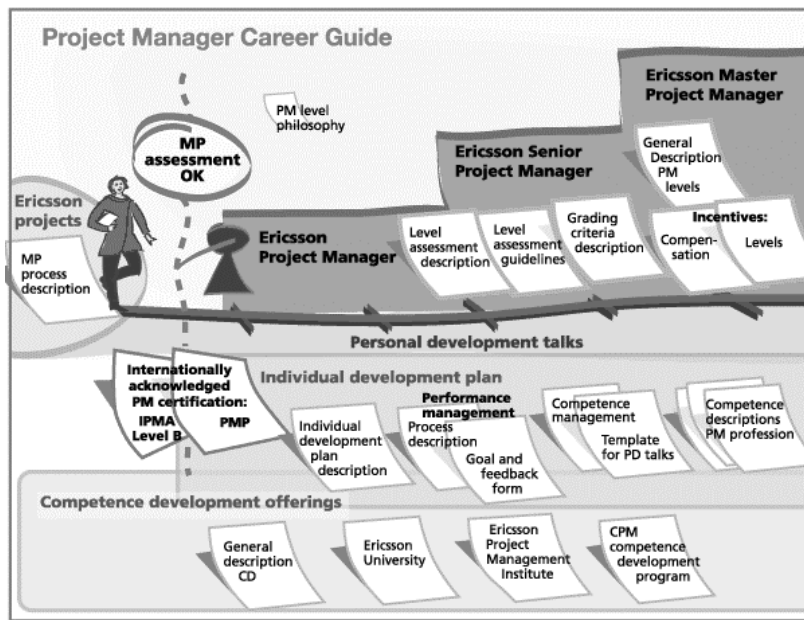 Project Manager Career Guide
PM level
philosophy
Ericsson Master
Project Manager
MP
assessment
OK
Ericsson Senior
Project Manager
General
Description
PM
levels
Ericsson
projects
MP
process
description
Ericsson
Project Manager
Level
assessment
description
Level
assessment
guidelines
Grading
criteria
description
Incentives:
Compen-
sation
Levels
Personal development talks
Internationally
acknowledged
PM certification:
IPMA
Level B
PMP
Individual development plan
Individual
development
plan
description
Performance
management
Process
description
Goal and
feedback
form
Competence
management
Template
for PD talks
Competence
descriptions
PM profession
Competence development offerings
General
description
CD
Ericsson
University
Ericsson
Project
Management
Institute
CPM
competence
development
program